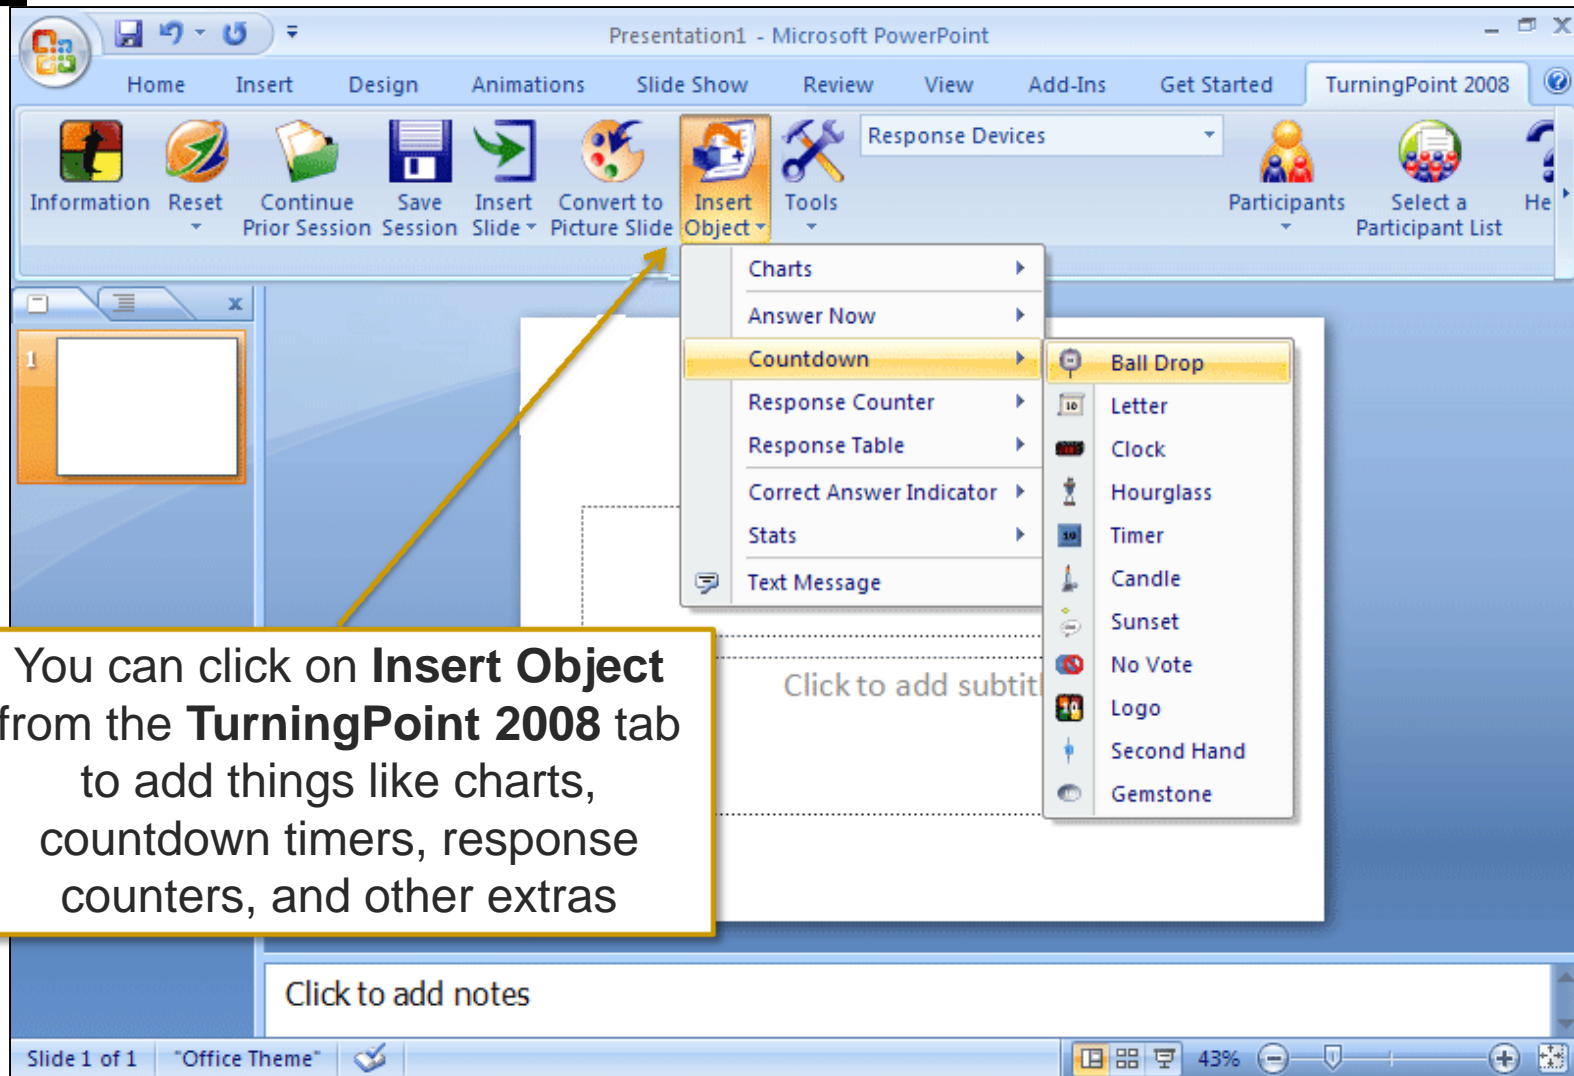 Presentation1 - Microsoft PowerPoint
Home Insert Design Animations Slide Show Review View Add-Ins Get Started TurningPoint 2008
Response Devices
Information Reset Continue Prior Session Save Session Insert Slide Convert to Picture Slide Insert Object Tools Participants Select a Participant List He
Charts
Answer Now
Countdown
Response Counter
Response Table
Correct Answer Indicator
Stats
Text Message
Ball Drop
Letter
Clock
Hourglass
Timer
Candle
Sunset
No Vote
Logo
Second Hand
Gemstone
1
You can click on Insert Object
from the TurningPoint 2008 tab
to add things like charts,
countdown timers, response
counters, and other extras
Click to add subtitl
Click to add notes
Slide 1 of 1 "Office Theme" 43%